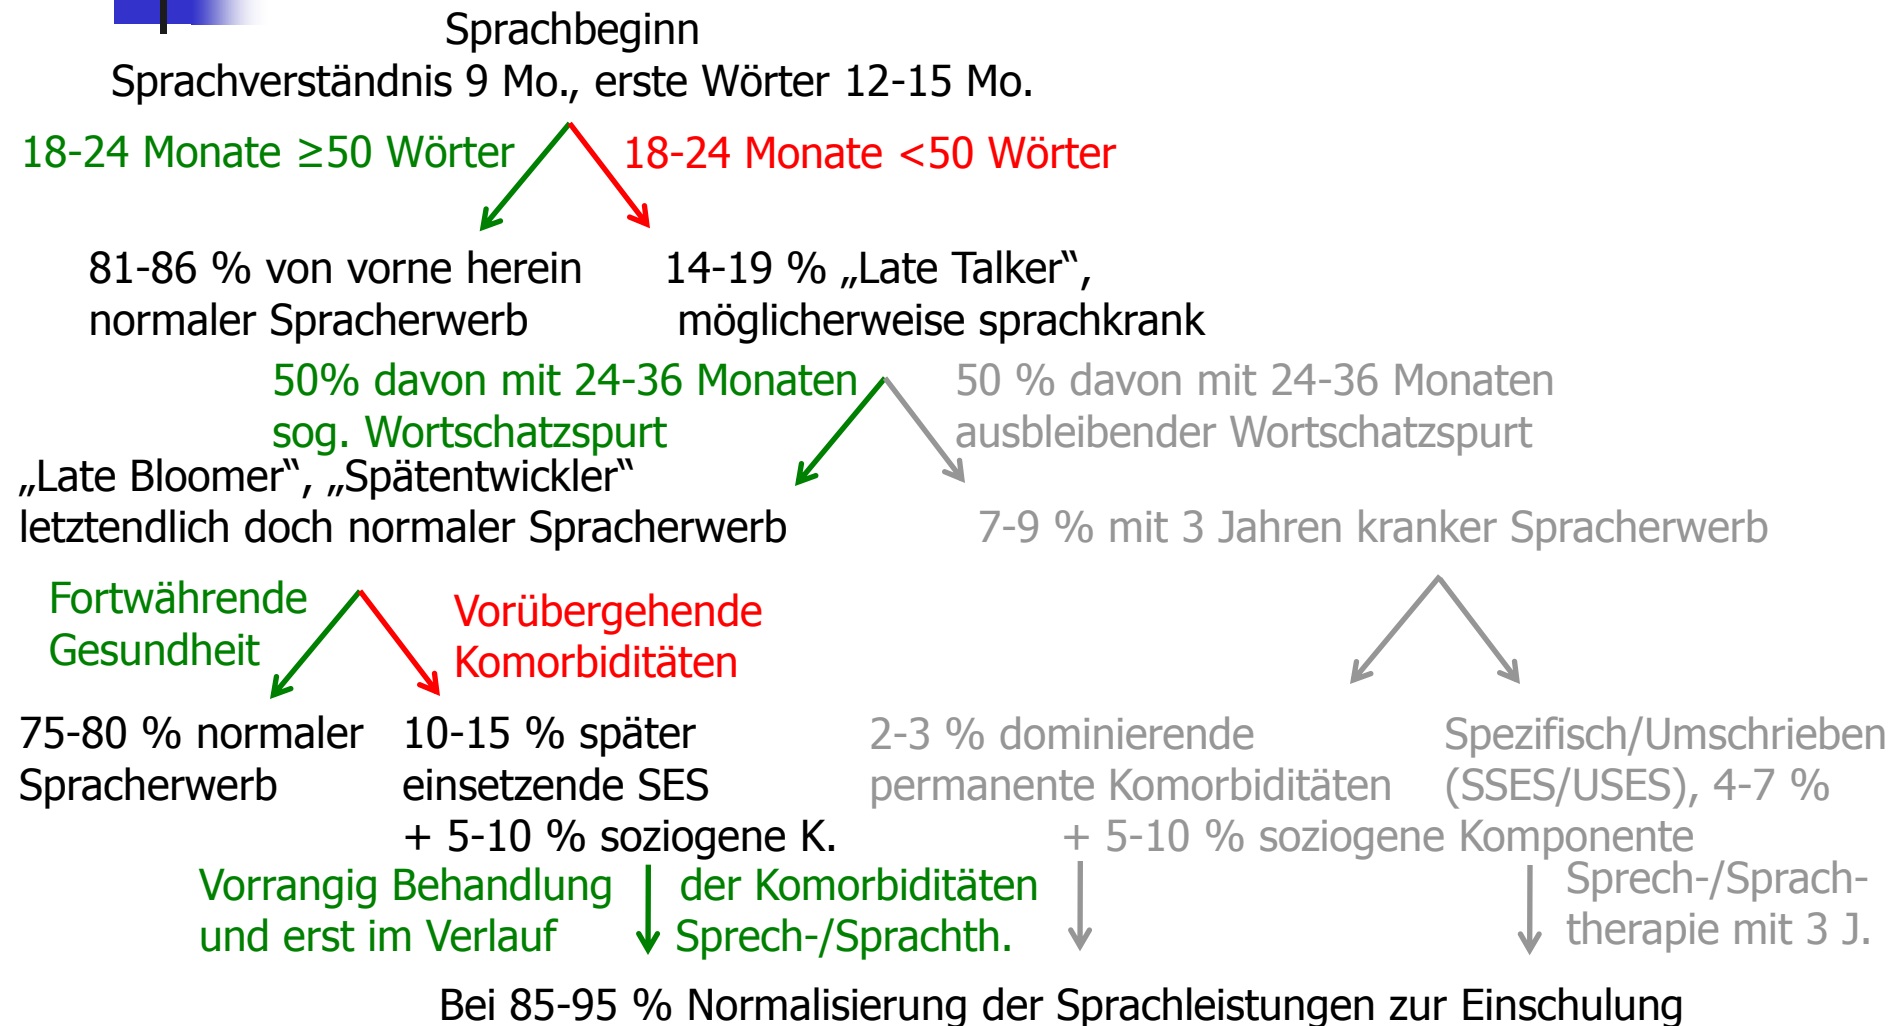 Sprachbeginn
Sprachverständnis 9 Mo., erste Wörter 12-15 Mo.
18-24 Monate ≥50 Wörter
18-24 Monate <50 Wörter
81-86 % von vorne herein
normaler Spracherwerb
14-19 % „Late Talker“,
möglicherweise sprachkrank
50% davon mit 24-36 Monaten
sog. Wortschatzspurt
50 % davon mit 24-36 Monaten
ausbleibender Wortschatzspurt
„Late Bloomer“, „Spätentwickler“
letztendlich doch normaler Spracherwerb
7-9 % mit 3 Jahren kranker Spracherwerb
Fortwährende
Gesundheit
Vorübergehende
Komorbiditäten
75-80 % normaler
Spracherwerb
10-15 % später
einsetzende SES
+ 5-10 % soziogene K.
2-3 % dominierende
permanente Komorbiditäten
Spezifisch/Umschrieben
(SSES/USES), 4-7 %
+ 5-10 % soziogene Komponente
Vorrangig Behandlung der Komorbiditäten
und erst im Verlauf Sprech-/Sprachth.
Sprech-/Sprach-
therapie mit 3 J.
Bei 85-95 % Normalisierung der Sprachleistungen zur Einschulung